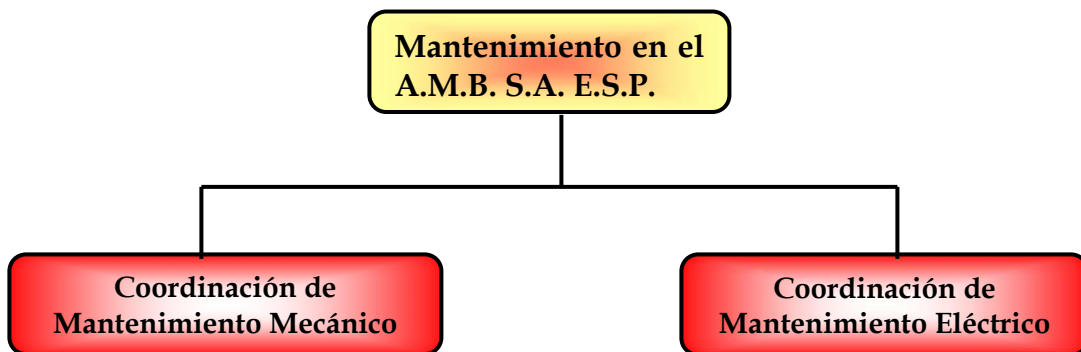 Mantenimiento en el
A.M.B. S.A. E.S.P.
Coordinación de
Mantenimiento Mecánico
Coordinación de
Mantenimiento Eléctrico